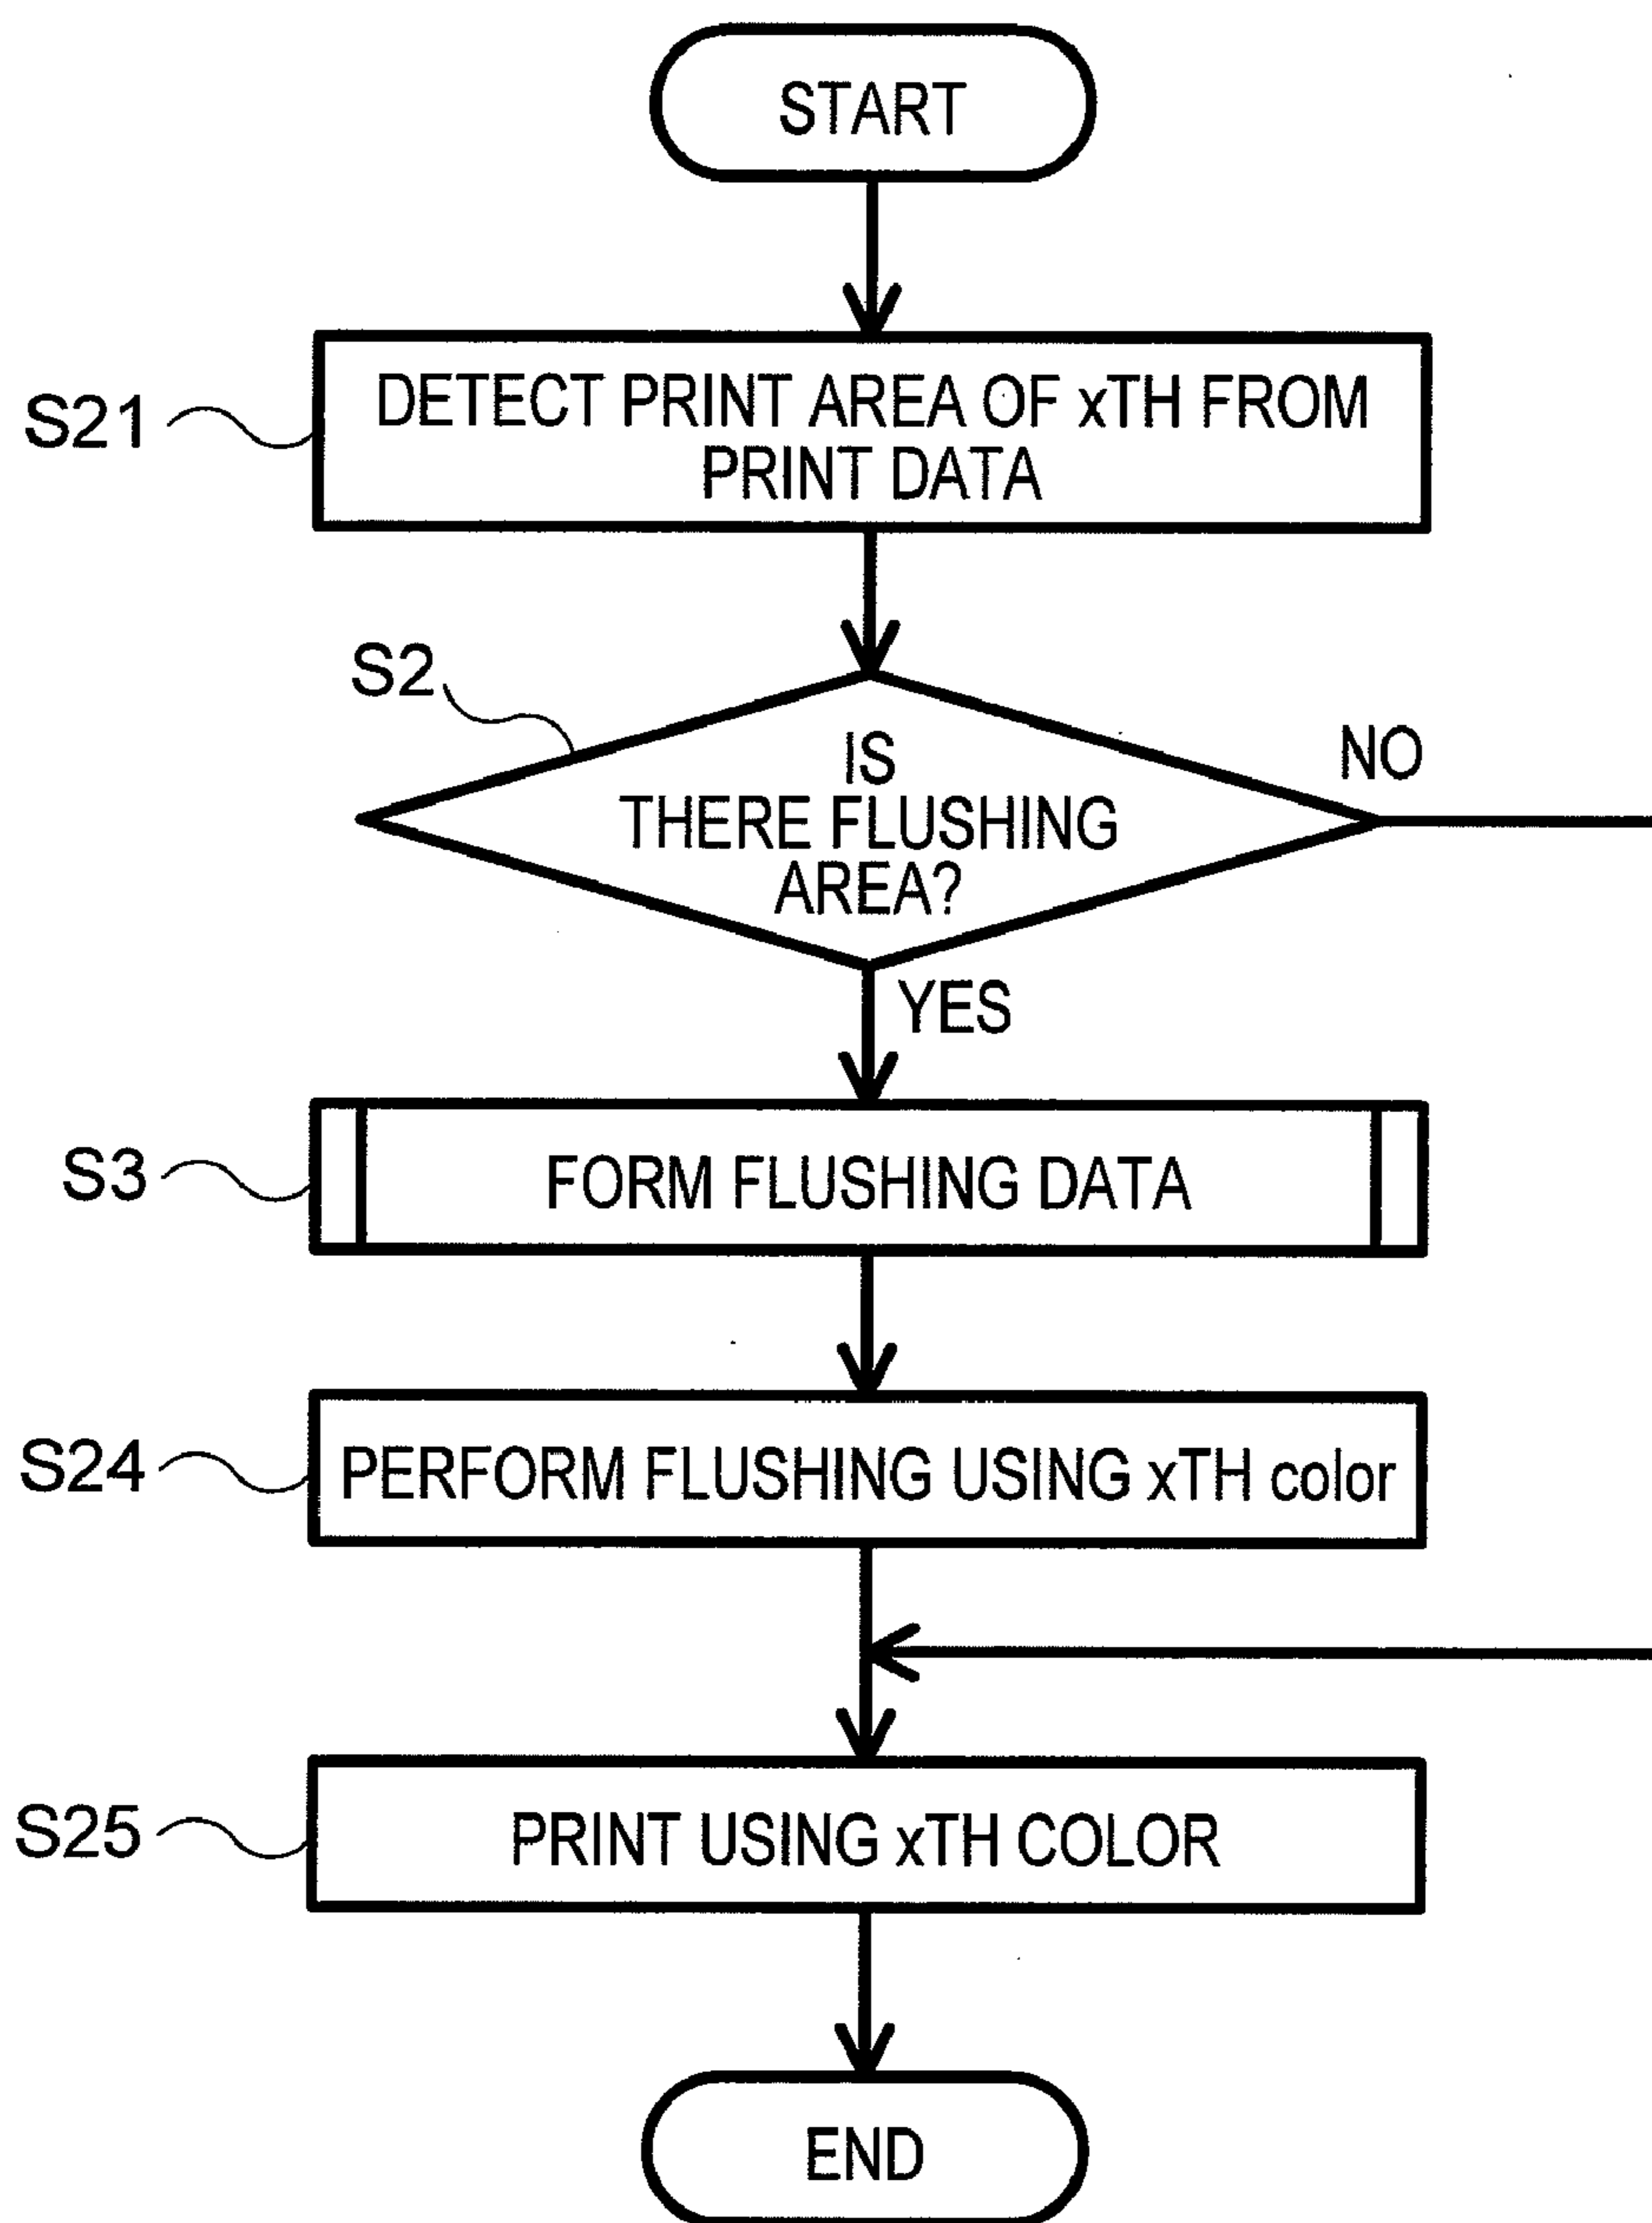 START
S21
DETECT PRINT AREA OF xTH FROM
PRINT DATA
S2
IS
THERE FLUSHING
AREA?
NO
YES
S3
FORM FLUSHING DATA
S24
PERFORM FLUSHING USING xTH color
S25
PRINT USING xTH COLOR
END